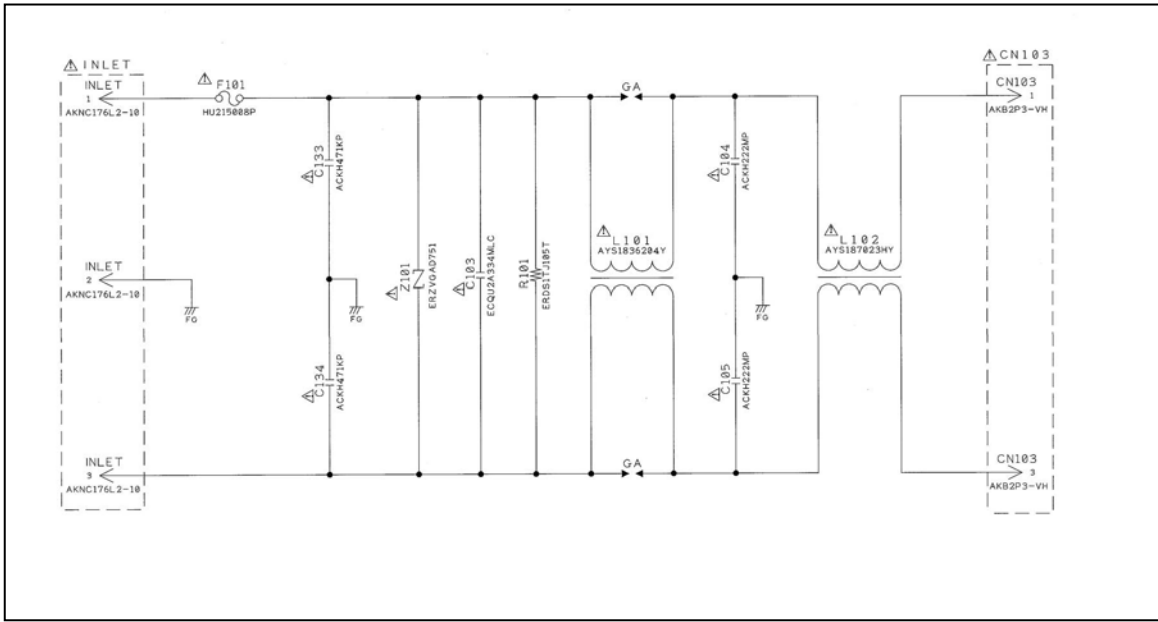 ⚠ INLET
INLET
1
AKNC176L2-10
⚠ F101
HU215008P
GA
⚠ CN103
CN103
1
AKB2P3-VH
⚠ C133
ACKH471KP
⚠ C104
ACKH222MP
⚠ L101
AYS1836204Y
⚠ L102
AYS187023HY
INLET
2
AKNC176L2-10
FG
FG
⚠ Z101
ERZVGAD751
⚠ C103
ECQU2A334MLC
R101
ERDS1TJ105T
FG
⚠ C134
ACKH471KP
⚠ C105
ACKH222MP
INLET
3
AKNC176L2-10
GA
CN103
3
AKB2P3-VH